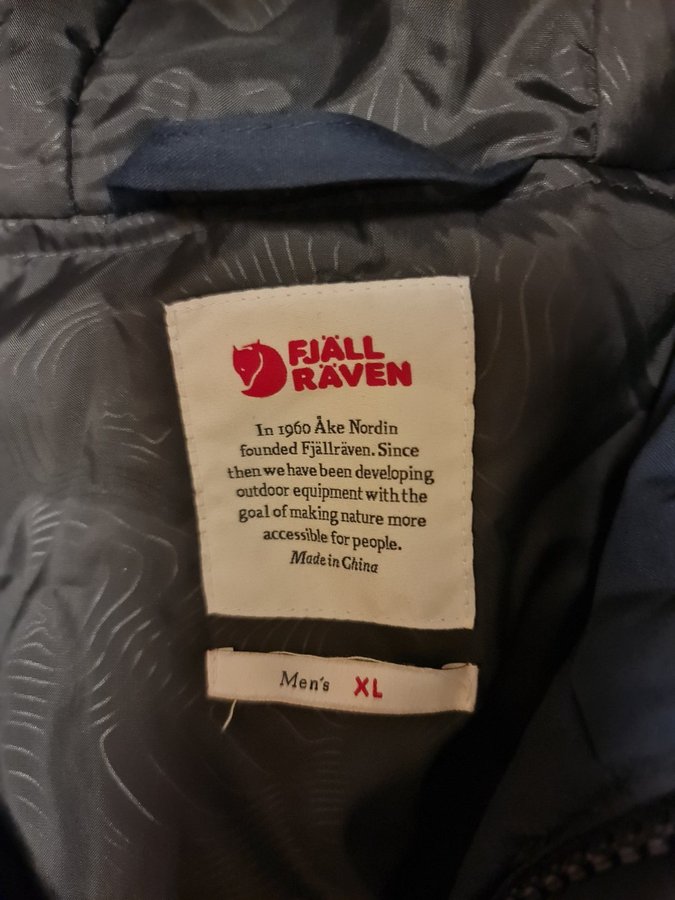 FJÄLL
RÄVEN
In 1960 Åke Nordin
founded Fjällräven. Since
then we have been developing
outdoor equipment with the
goal of making nature more
accessible for people.
Made in China
Men's XL